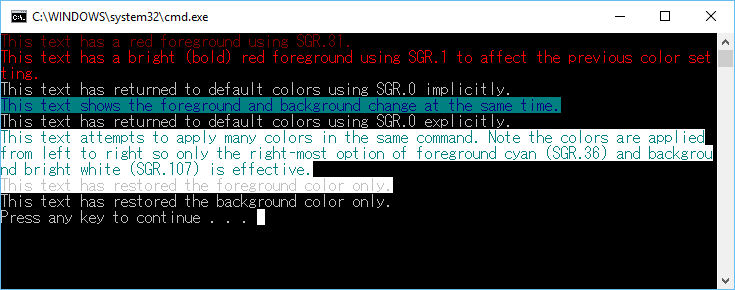 C:\WINDOWS\system32\cmd.exe
This text has a red foreground using SGR.31.
This text has a bright (bold) red foreground using SGR.1 to affect the previous color set
ting.
This text has returned to default colors using SGR.0 implicitly.
This text shows the foreground and background change at the same time.
This text has returned to default colors using SGR.0 explicitly.
This text attempts to apply many colors in the same command. Note the colors are applied
from left to right so only the right-most option of foreground cyan (SGR.36) and backgrou
nd bright white (SGR.107) is effective.
This text has restored the foreground color only.
This text has restored the background color only.
Press any key to continue . . .